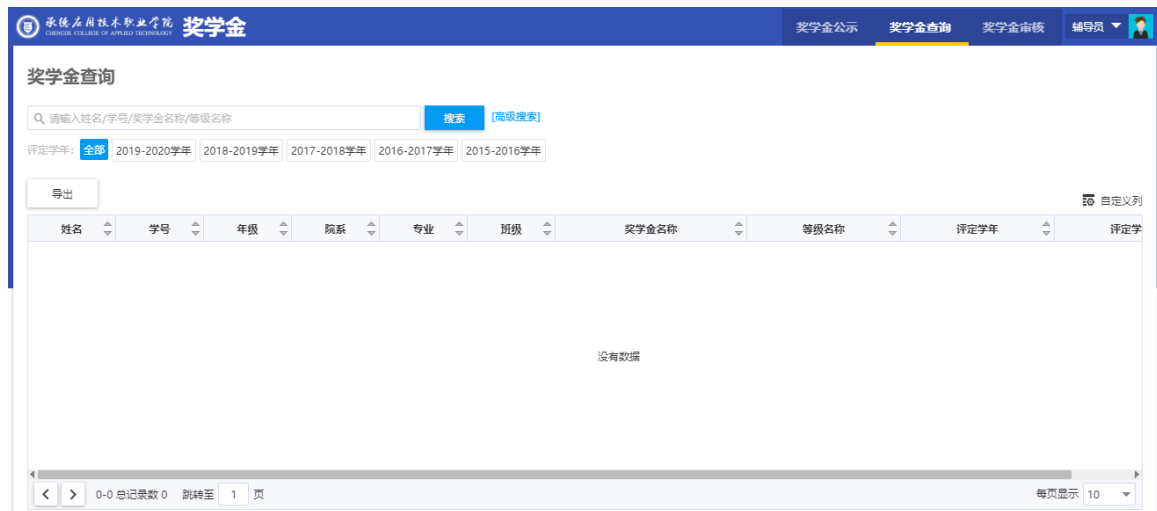 承德应用技术职业学院 奖学金 奖学金公示 奖学金查询 奖学金审核 辅导员
CHENGDE COLLEGE OF APPLIED TECHNOLOGY
奖学金查询
请输入姓名/学号/奖学金名称/等级名称 搜索 [高级搜索]
评定学年: 全部 2019-2020学年 2018-2019学年 2017-2018学年 2016-2017学年 2015-2016学年
导出 自定义列
姓名 学号 年级 院系 专业 班级 奖学金名称 等级名称 评定学年 评定学
没有数据
0-0 总记录数 0 跳转至 1 页 每页显示 10